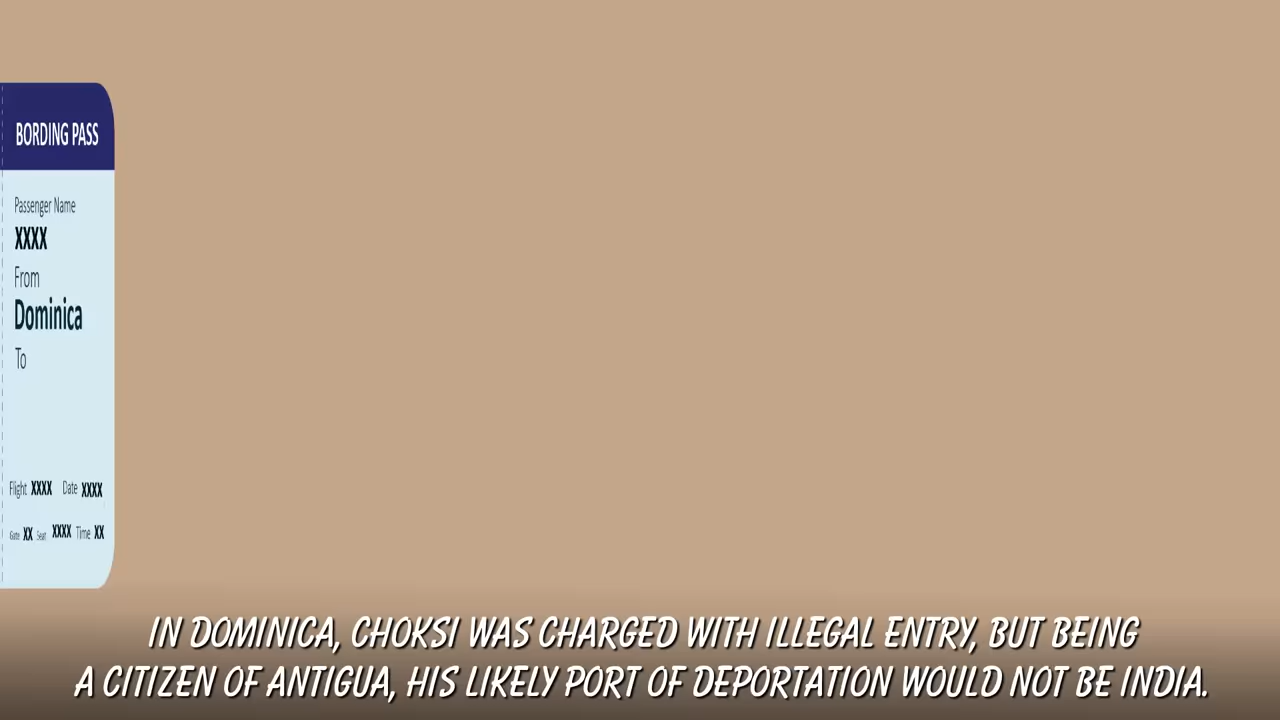 BORDING PASS
Passenger Name
XXXX
From
Dominica
To
Flight XXXX Date XXXX
Gate XX Seat XXXX Time XX
IN DOMINICA, CHOKSI WAS CHARGED WITH ILLEGAL ENTRY, BUT BEING
A CITIZEN OF ANTIGUA, HIS LIKELY PORT OF DEPORTATION WOULD NOT BE INDIA.